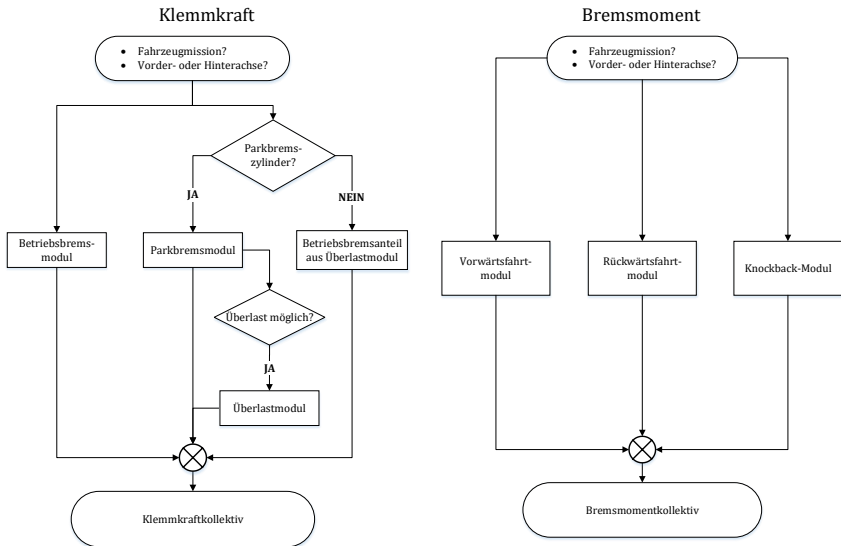 Klemmkraft
• Fahrzeugmission?
• Vorder- oder Hinterachse?
Parkbrems-
zylinder?
JA
NEIN
Betriebsbrems-
modul
Parkbremsmodul
Betriebsbremsanteil
aus Überlastmodul
Überlast möglich?
JA
Überlastmodul
Klemmkraftkollektiv
Bremsmoment
• Fahrzeugmission?
• Vorder- oder Hinterachse?
Vorwärtsfahrt-
modul
Rückwärtsfahrt-
modul
Knockback-Modul
Bremsmomentkollektiv